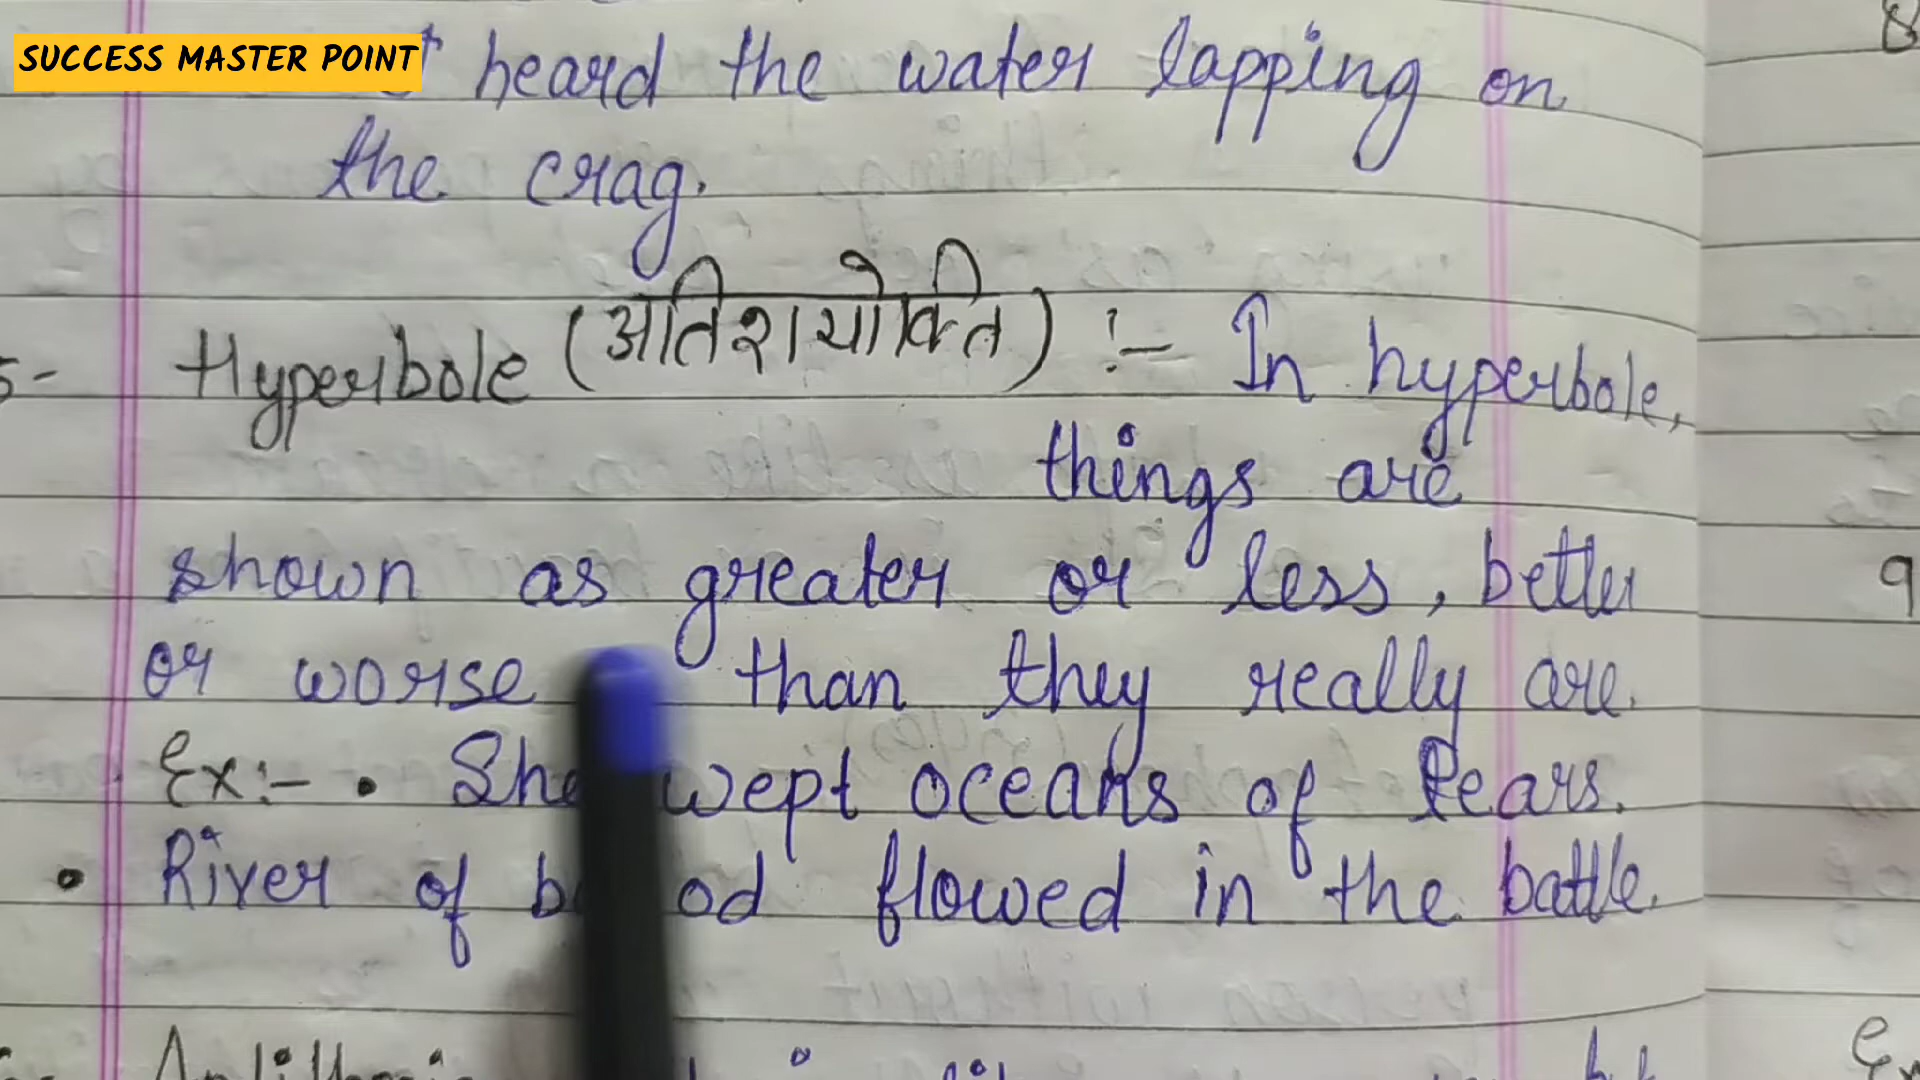 SUCCESS MASTER POINT
heard the water lapping on
the crag.
5- Hyperbole (अतिशयोक्ति) :- In hyperbole,
things are
shown as greater or less, better
or worse than they really are.
Ex:- • She wept oceans of tears.
• River of od flowed in the battle.